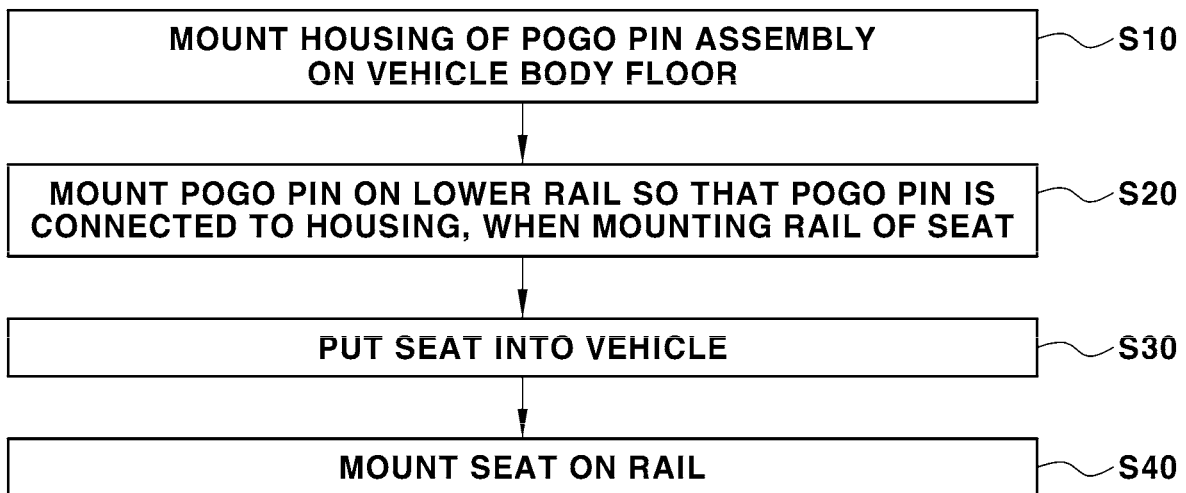 MOUNT HOUSING OF POGO PIN ASSEMBLY
ON VEHICLE BODY FLOOR
S10
MOUNT POGO PIN ON LOWER RAIL SO THAT POGO PIN IS
CONNECTED TO HOUSING, WHEN MOUNTING RAIL OF SEAT
S20
PUT SEAT INTO VEHICLE
S30
MOUNT SEAT ON RAIL
S40